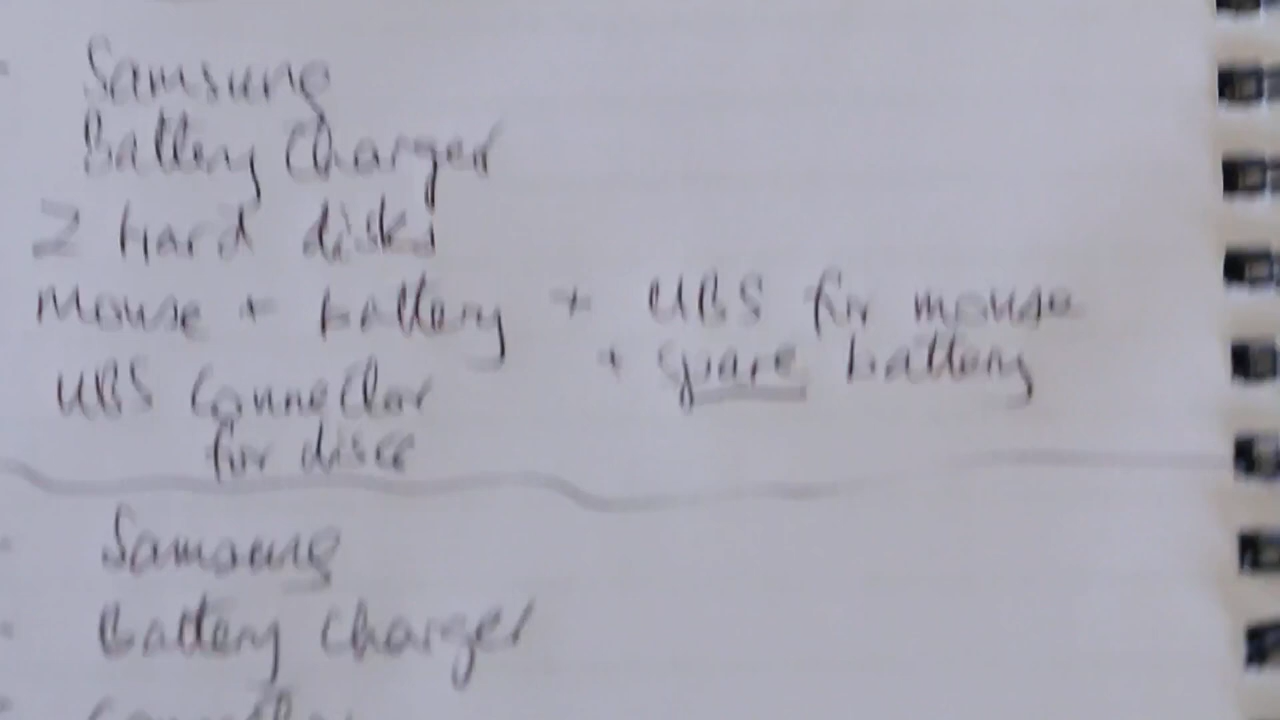 Samsung
Battery Charger
2 Hard disks
Mouse + battery + UBS for mouse
+ spare battery
UBS Connector
for disce
Samsung
Battery Charger